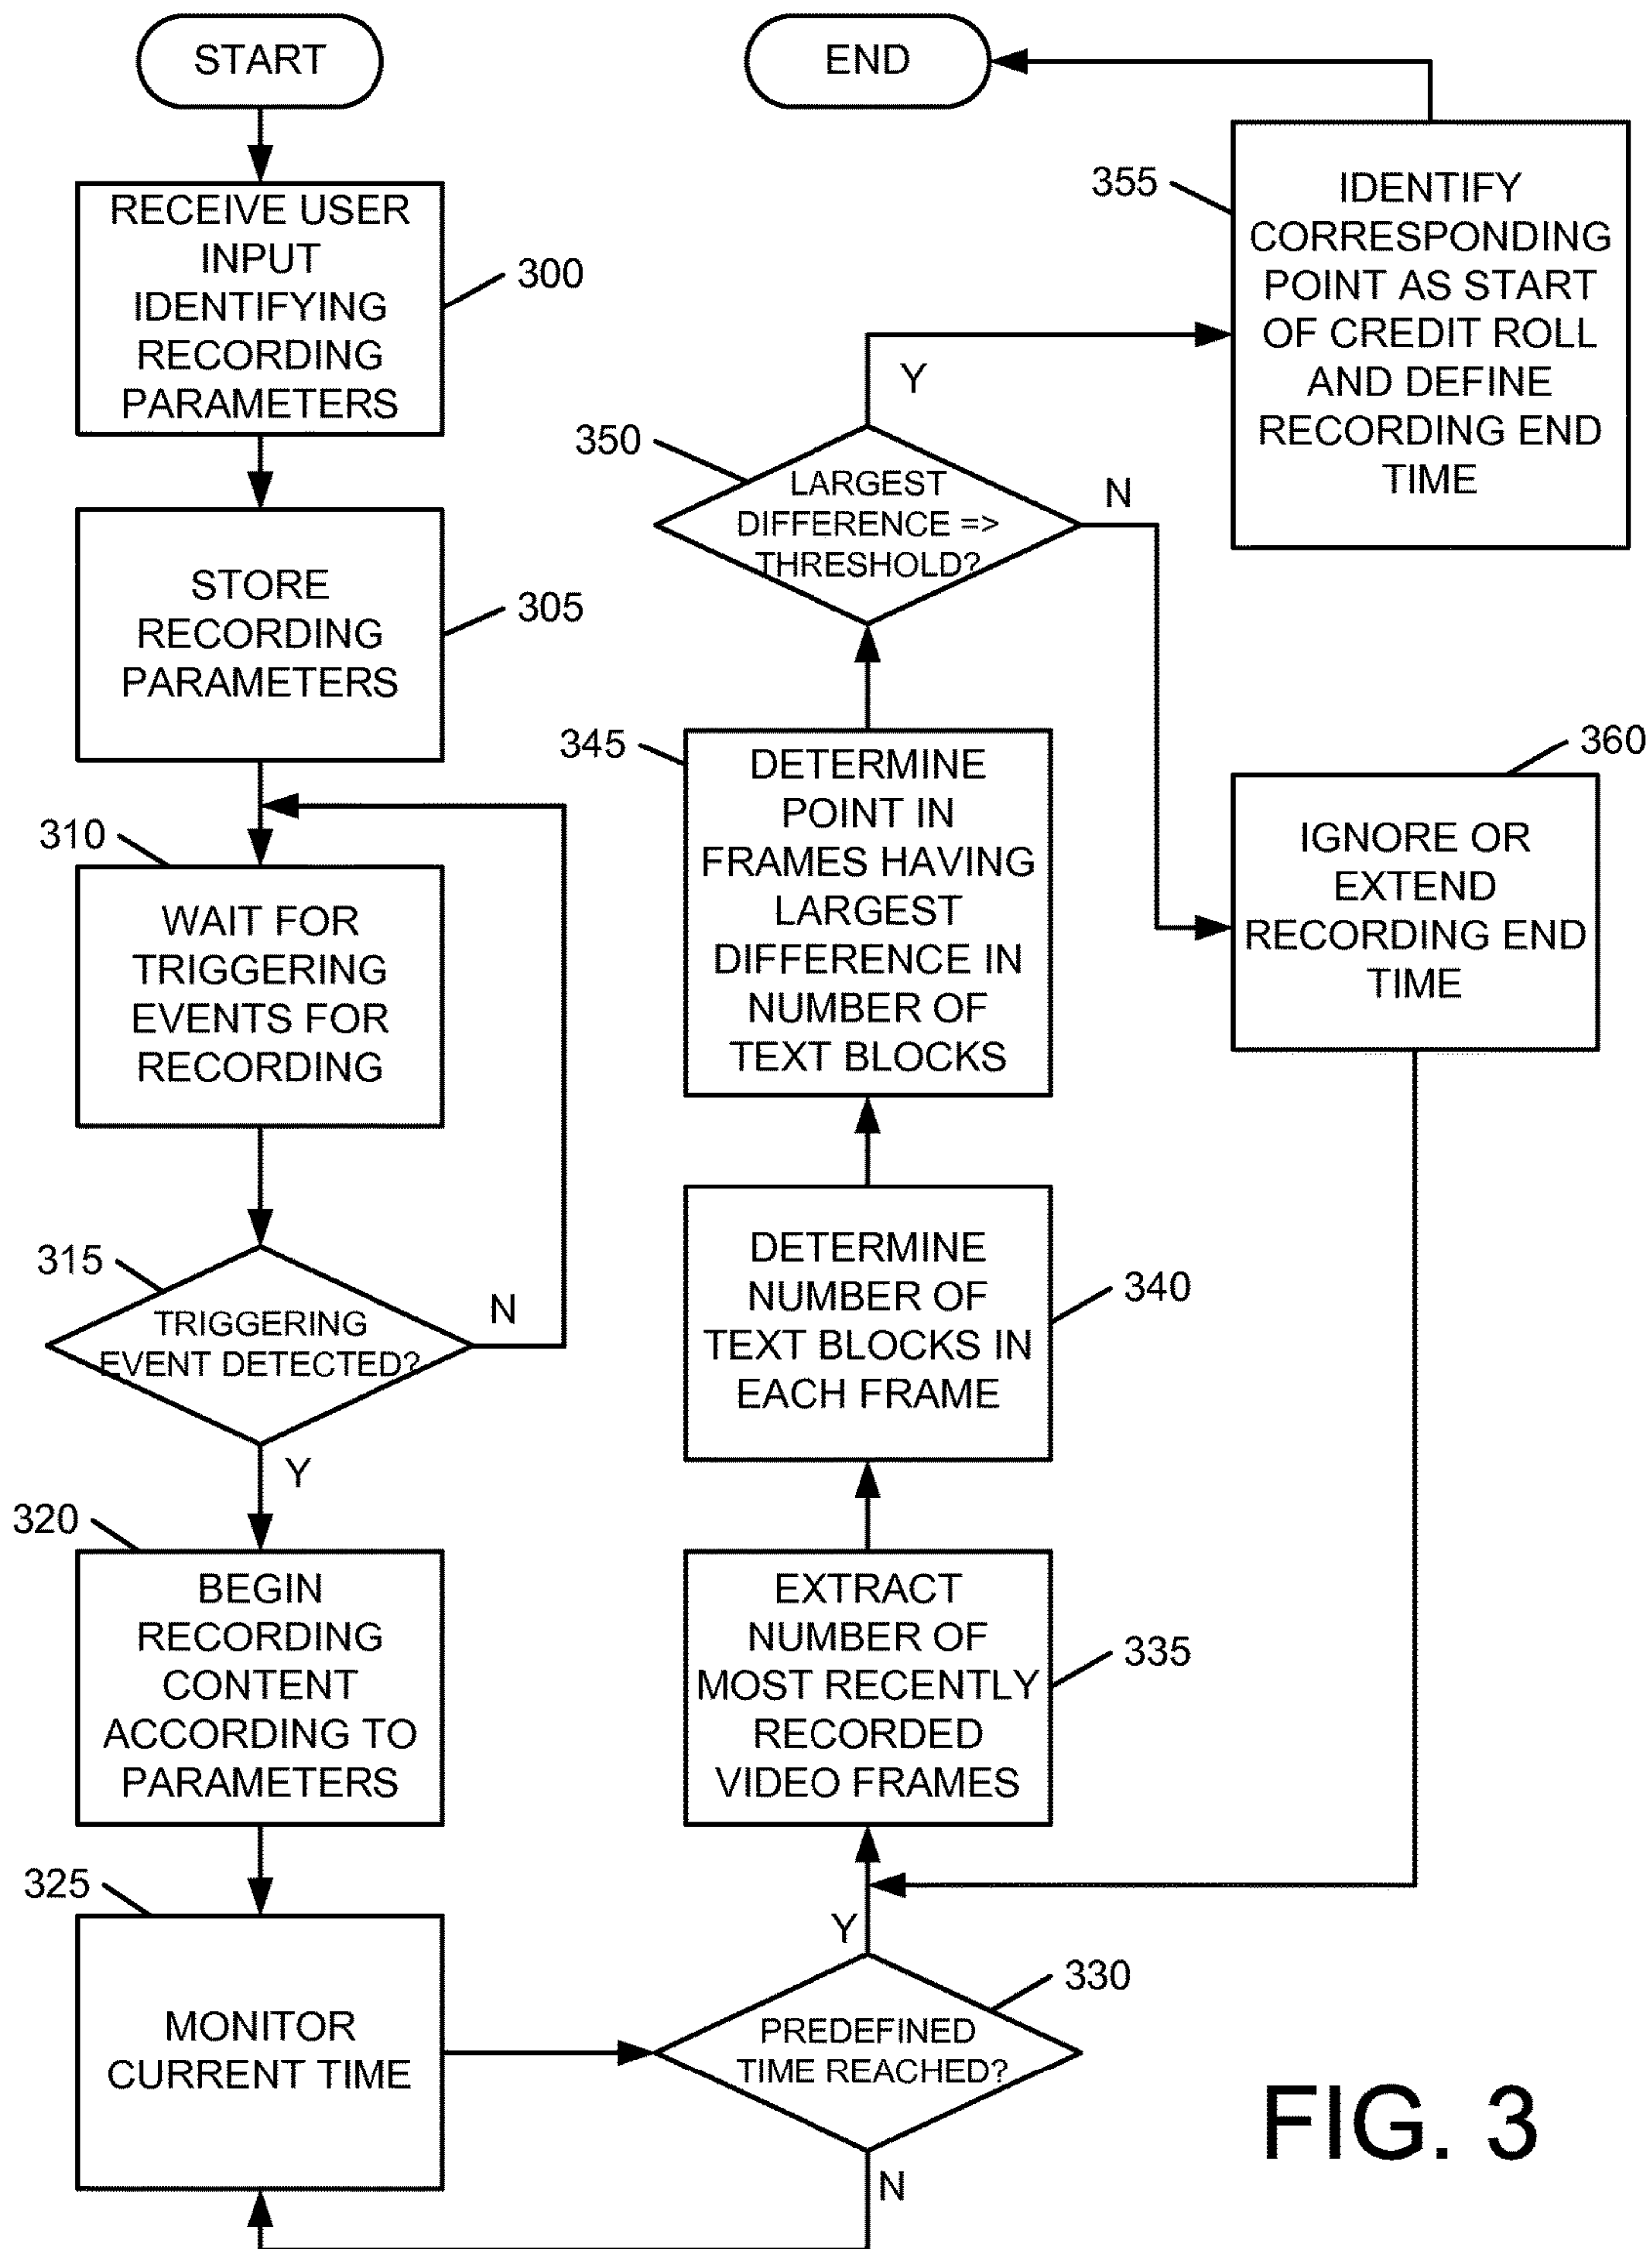 START
RECEIVE USER
INPUT
IDENTIFYING
RECORDING
PARAMETERS
300
STORE
RECORDING
PARAMETERS
305
310
WAIT FOR
TRIGGERING
EVENTS FOR
RECORDING
315
TRIGGERING
EVENT DETECTED?
N
Y
320
BEGIN
RECORDING
CONTENT
ACCORDING TO
PARAMETERS
325
MONITOR
CURRENT TIME
330
PREDEFINED
TIME REACHED?
N
Y
335
EXTRACT
NUMBER OF
MOST RECENTLY
RECORDED
VIDEO FRAMES
340
DETERMINE
NUMBER OF
TEXT BLOCKS IN
EACH FRAME
345
DETERMINE
POINT IN
FRAMES HAVING
LARGEST
DIFFERENCE IN
NUMBER OF
TEXT BLOCKS
350
LARGEST
DIFFERENCE =>
THRESHOLD?
Y
N
355
IDENTIFY
CORRESPONDING
POINT AS START
OF CREDIT ROLL
AND DEFINE
RECORDING END
TIME
360
IGNORE OR
EXTEND
RECORDING END
TIME
END
FIG. 3